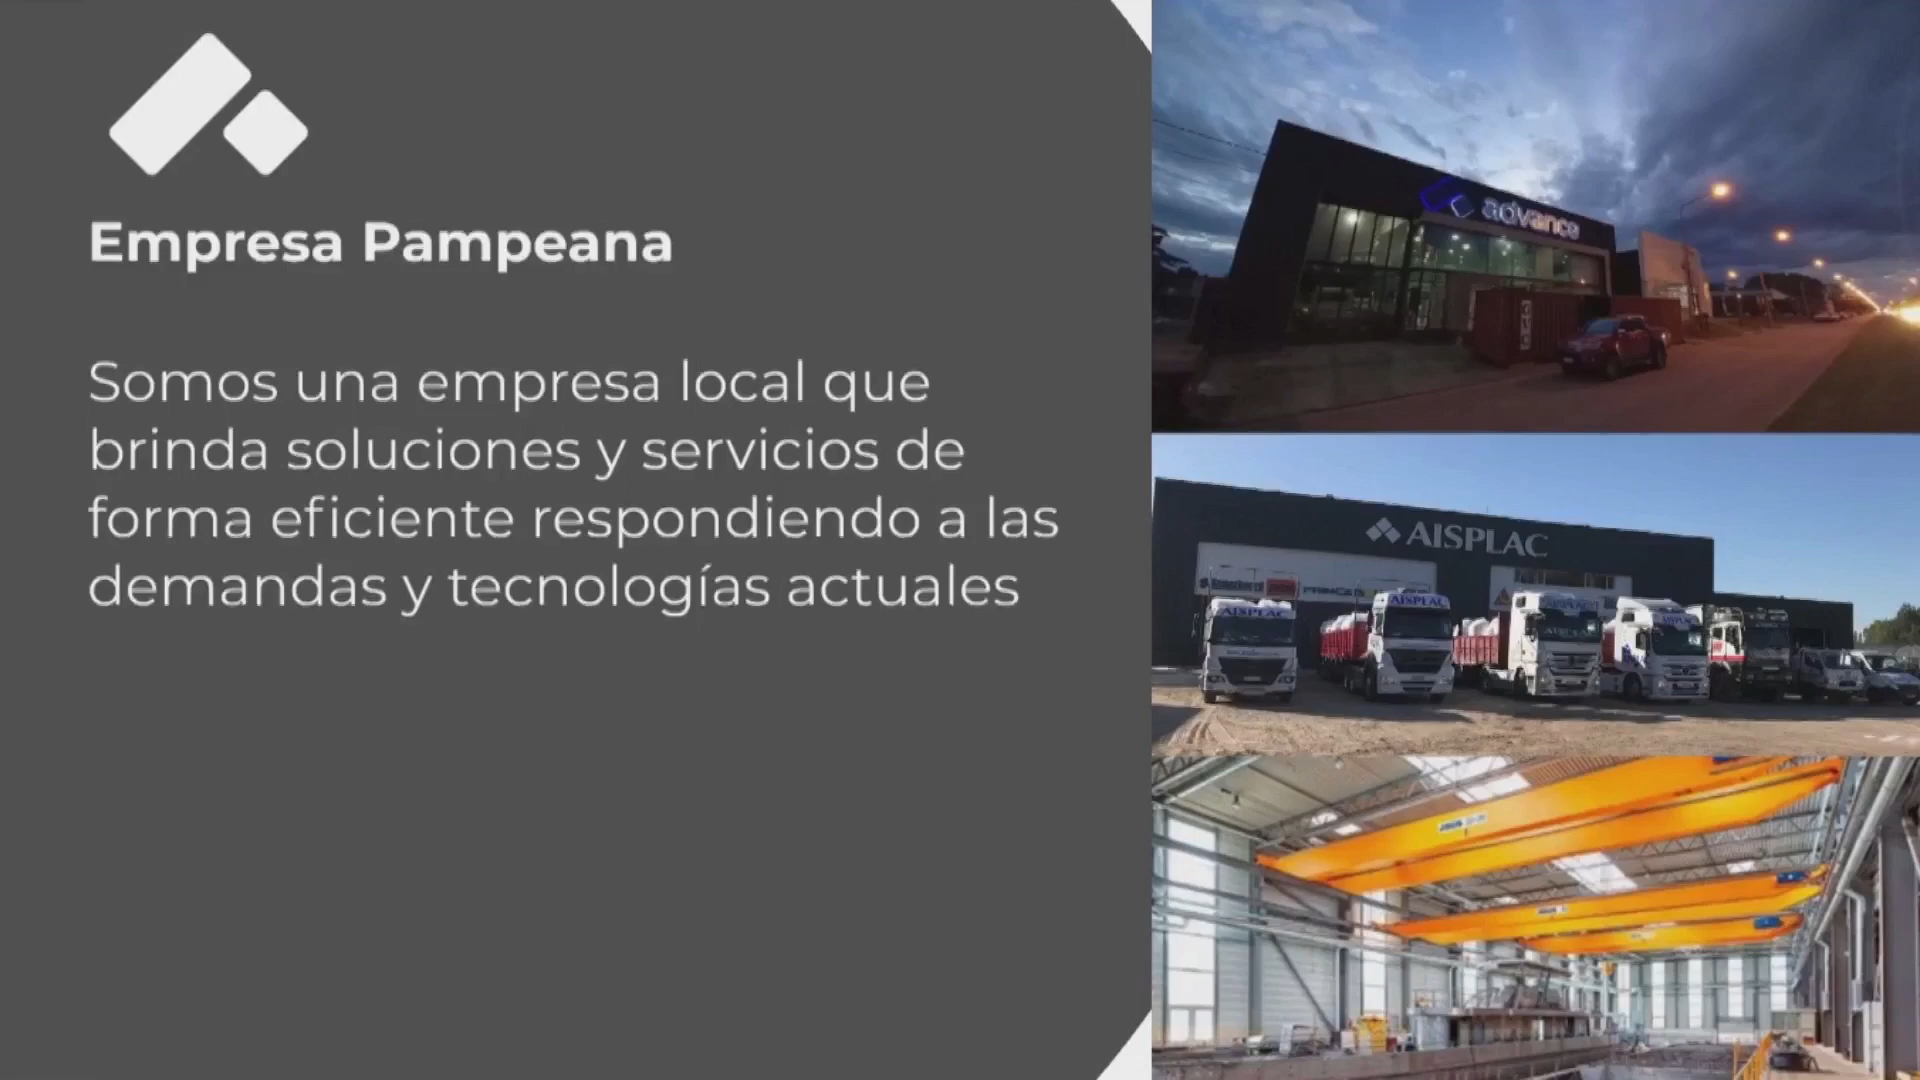 Empresa Pampeana
Somos una empresa local que
brinda soluciones y servicios de
forma eficiente respondiendo a las
demandas y tecnologías actuales
advance
AISPLAC
AISPLAC
AISPLAC